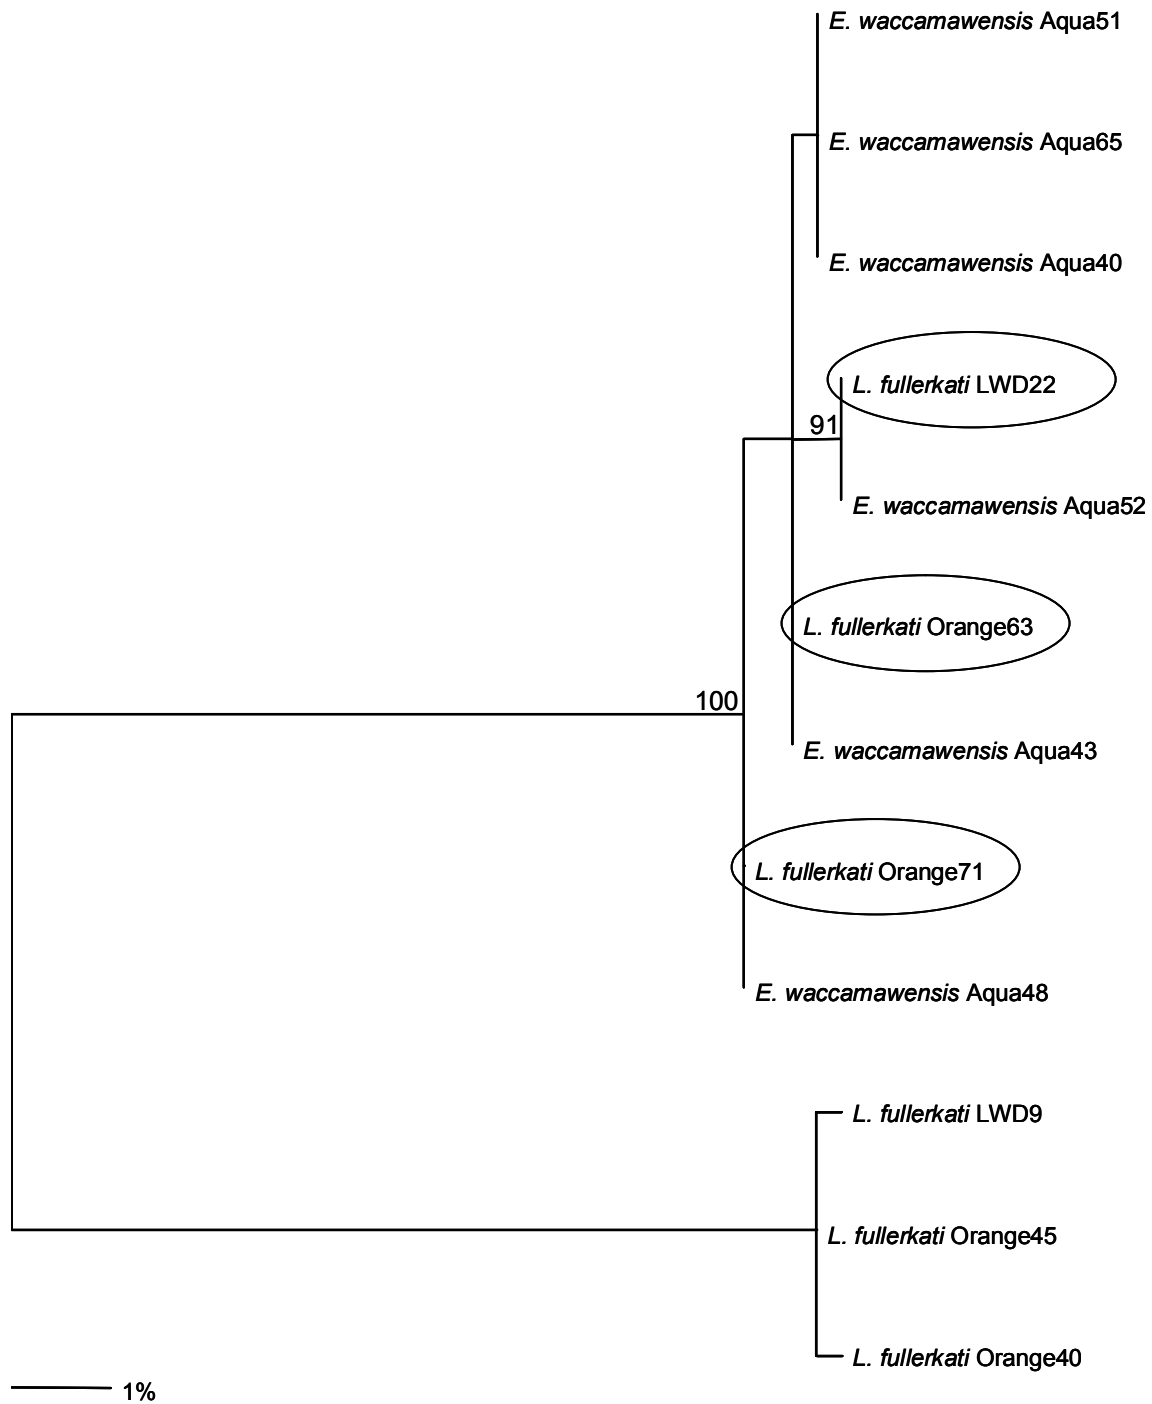 E. waccamawensis Aqua51
E. waccamawensis Aqua65
E. waccamawensis Aqua40
L. fullerkati LWD22
91
E. waccamawensis Aqua52
L. fullerkati Orange63
100
E. waccamawensis Aqua43
L. fullerkati Orange71
E. waccamawensis Aqua48
L. fullerkati LWD9
L. fullerkati Orange45
L. fullerkati Orange40
1%